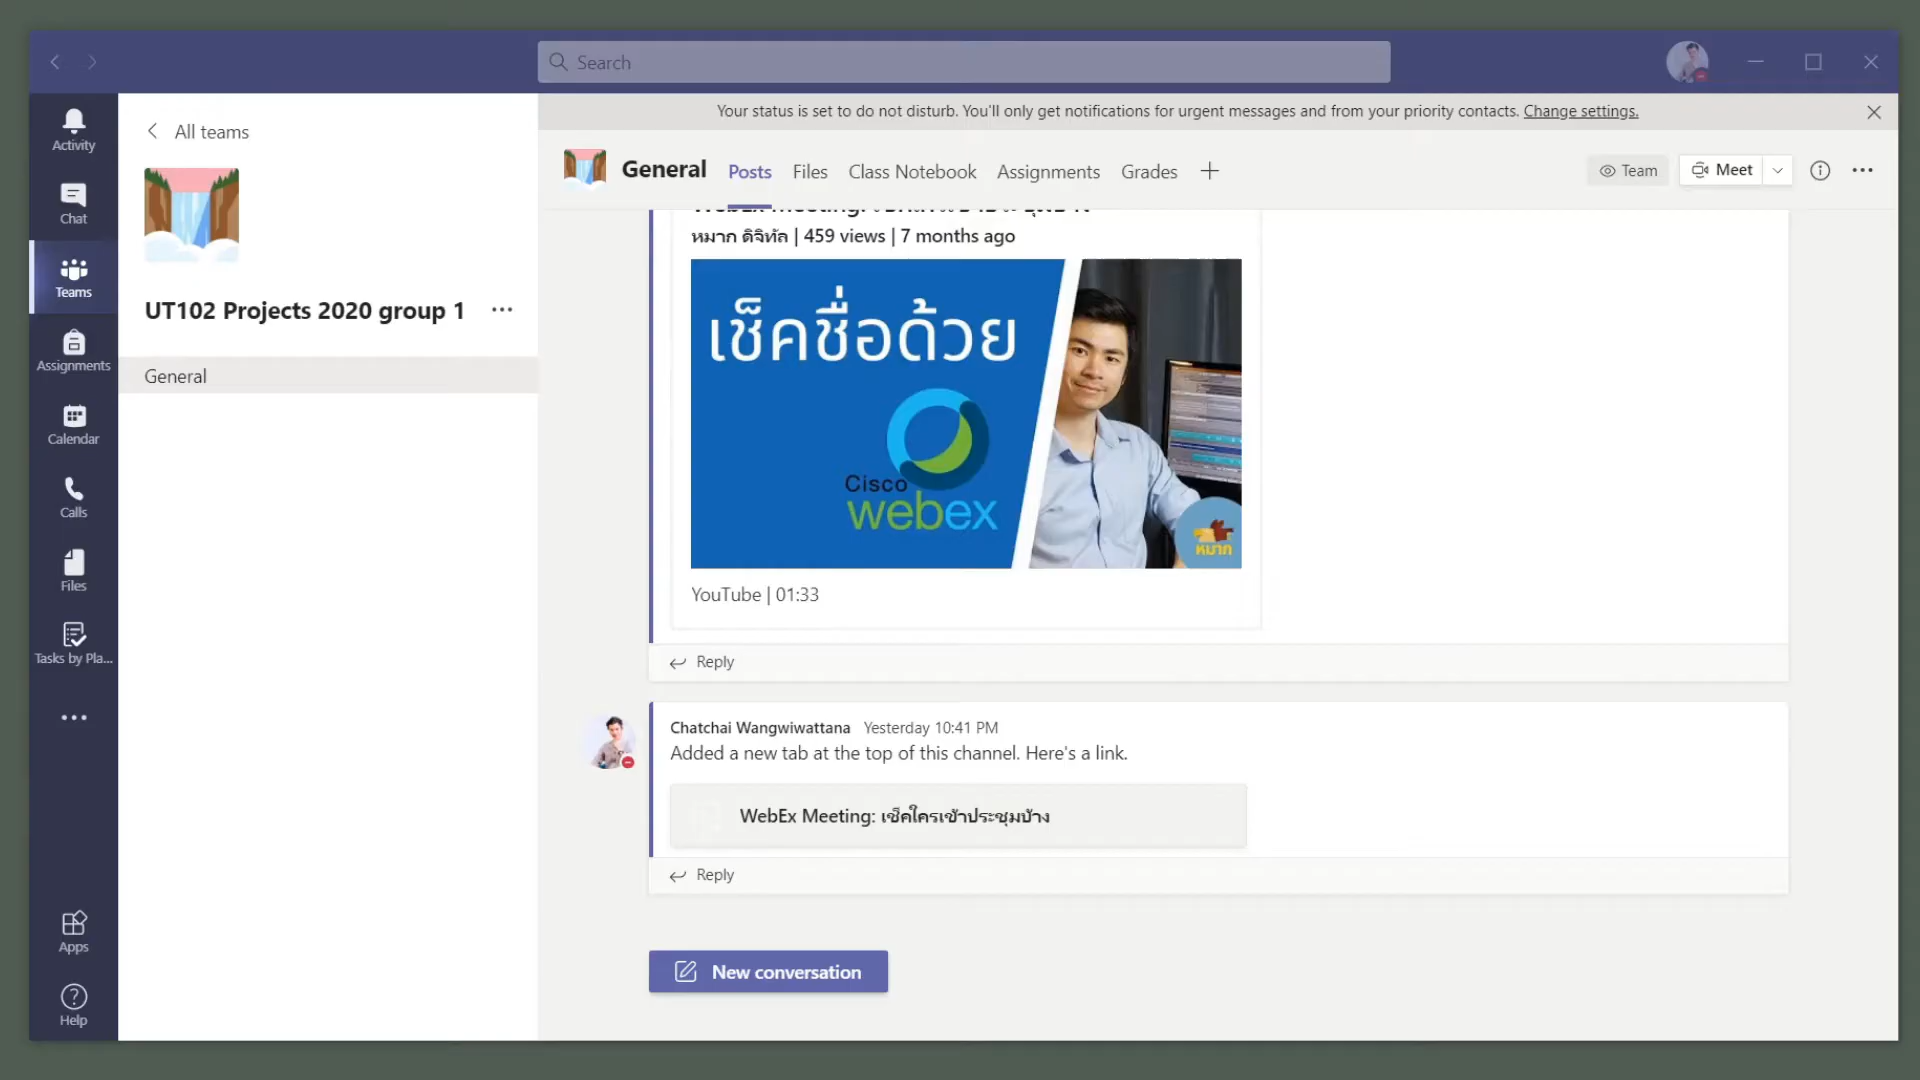 Search
Your status is set to do not disturb. You'll only get notifications for urgent messages and from your priority contacts. Change settings.
Activity
Chat
Teams
Assignments
Calendar
Calls
Files
Tasks by Pla...
Apps
Help
All teams
UT102 Projects 2020 group 1
General
General Posts Files Class Notebook Assignments Grades
Team Meet
หมาก ดิจิทัล | 459 views | 7 months ago
เช็คชื่อด้วย
Cisco
webex
หมาก
YouTube | 01:33
Reply
Chatchai Wangwiwattana Yesterday 10:41 PM
Added a new tab at the top of this channel. Here's a link.
WebEx Meeting: เช็คใครเข้าประชุมบ้าง
Reply
New conversation